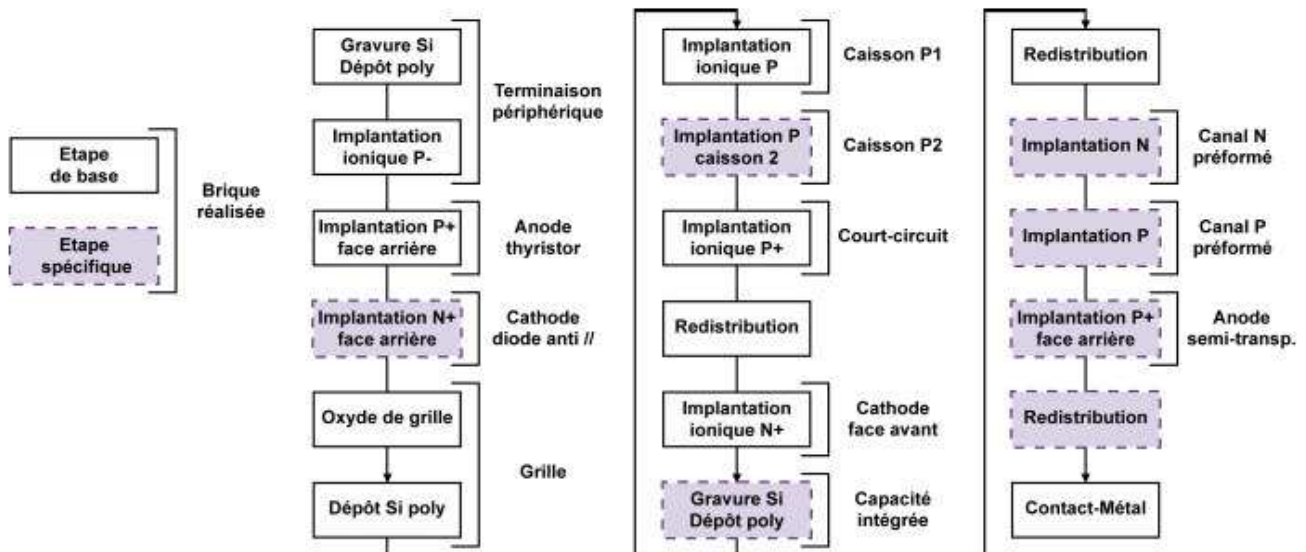 Etape
de base
Etape
spécifique
Brique
réalisée
Gravure Si
Dépôt poly
Implantation
ionique P-
Terminaison
périphérique
Implantation P+
face arrière
Anode
thyristor
Implantation N+
face arrière
Cathode
diode anti //
Oxyde de grille
Dépôt Si poly
Grille
Implantation
ionique P
Caisson P1
Implantation P
caisson 2
Caisson P2
Implantation
ionique P+
Court-circuit
Redistribution
Implantation
ionique N+
Cathode
face avant
Gravure Si
Dépôt poly
Capacité
intégrée
Redistribution
Implantation N
Canal N
préformé
Implantation P
Canal P
préformé
Implantation P+
face arrière
Anode
semi-transp.
Redistribution
Contact-Métal